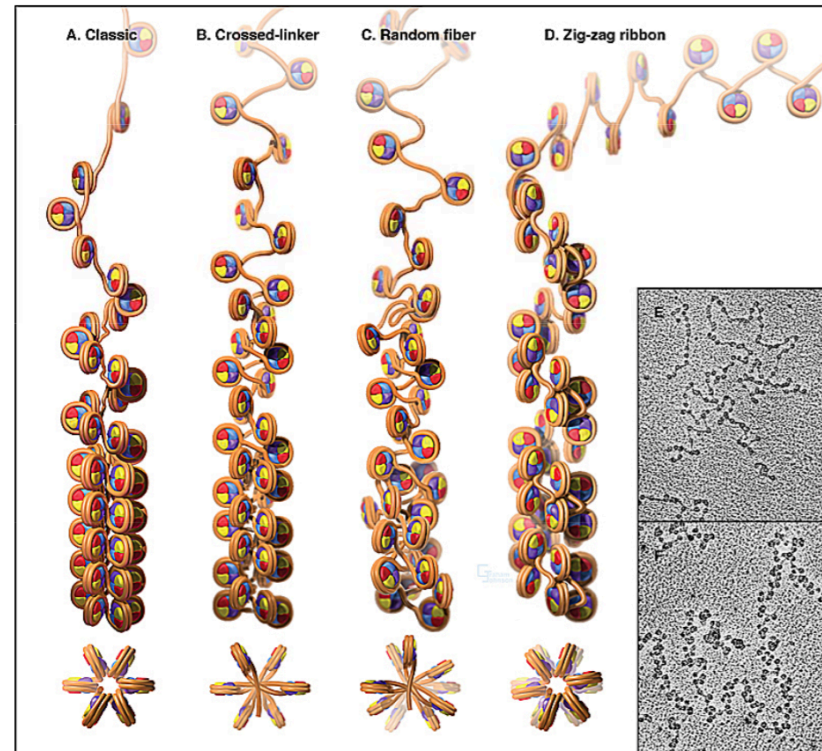 A. Classic
B. Crossed-linker
C. Random fiber
D. Zig-zag ribbon
E
F